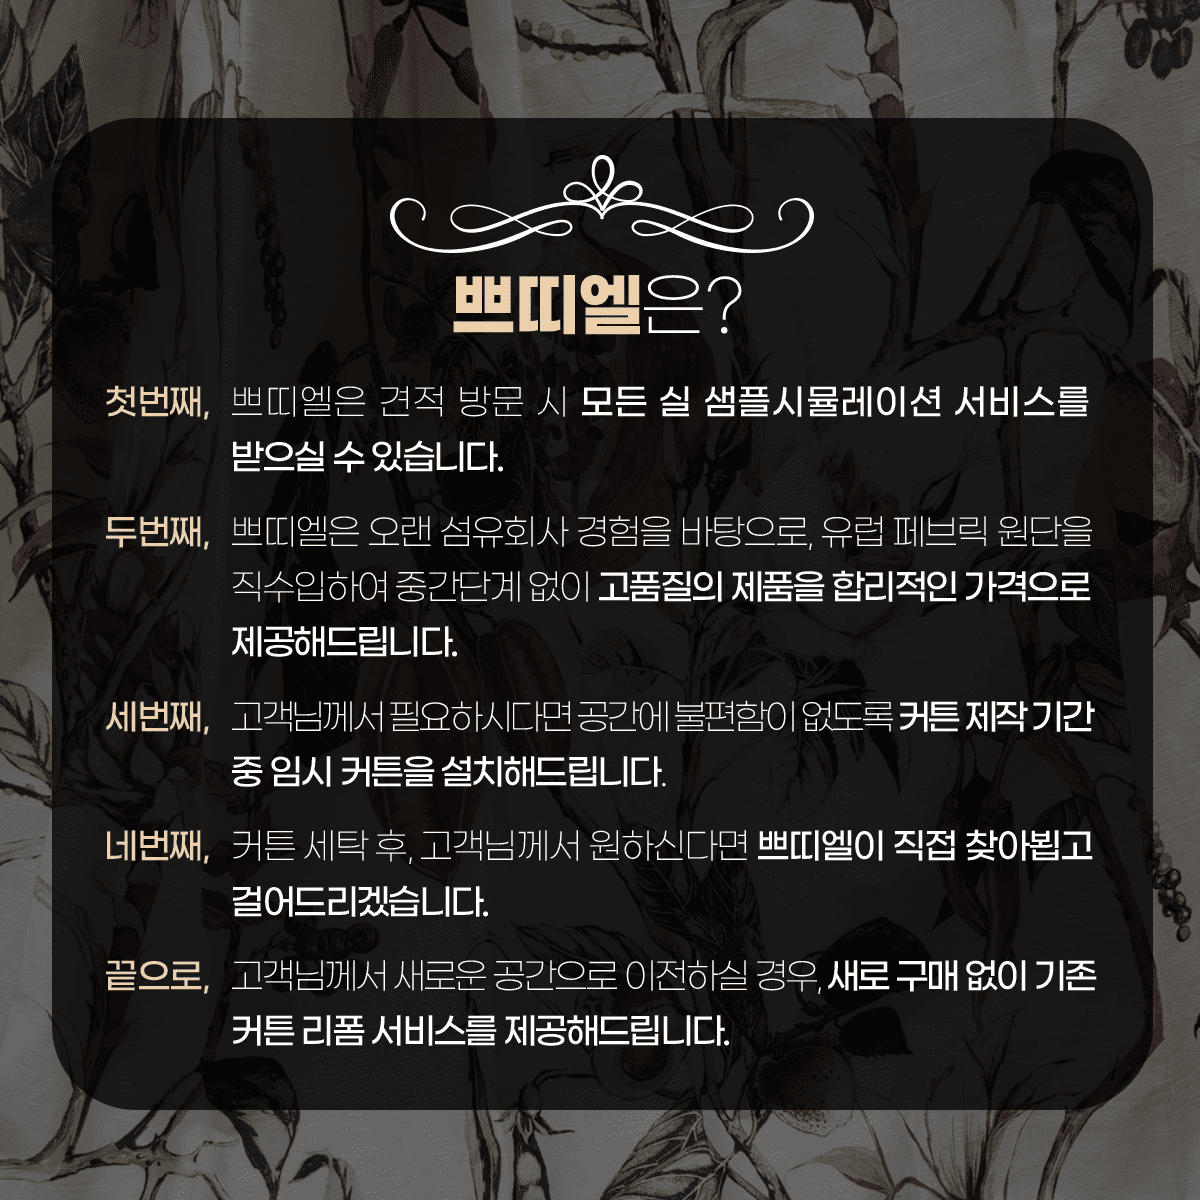 쁘띠엘은?
첫번째, 쁘띠엘은 견적 방문 시 모든 실 샘플시뮬레이션 서비스를
받으실 수 있습니다.
두번째, 쁘띠엘은 오랜 섬유회사 경험을 바탕으로, 유럽 페브릭 원단을
직수입하여 중간단계 없이 고품질의 제품을 합리적인 가격으로
제공해드립니다.
세번째, 고객님께서 필요하시다면 공간에 불편함이 없도록 커튼 제작 기간
중 임시 커튼을 설치해드립니다.
네번째, 커튼 세탁 후, 고객님께서 원하신다면 쁘띠엘이 직접 찾아뵙고
걸어드리겠습니다.
끝으로, 고객님께서 새로운 공간으로 이전하실 경우, 새로 구매 없이 기존
커튼 리폼 서비스를 제공해드립니다.